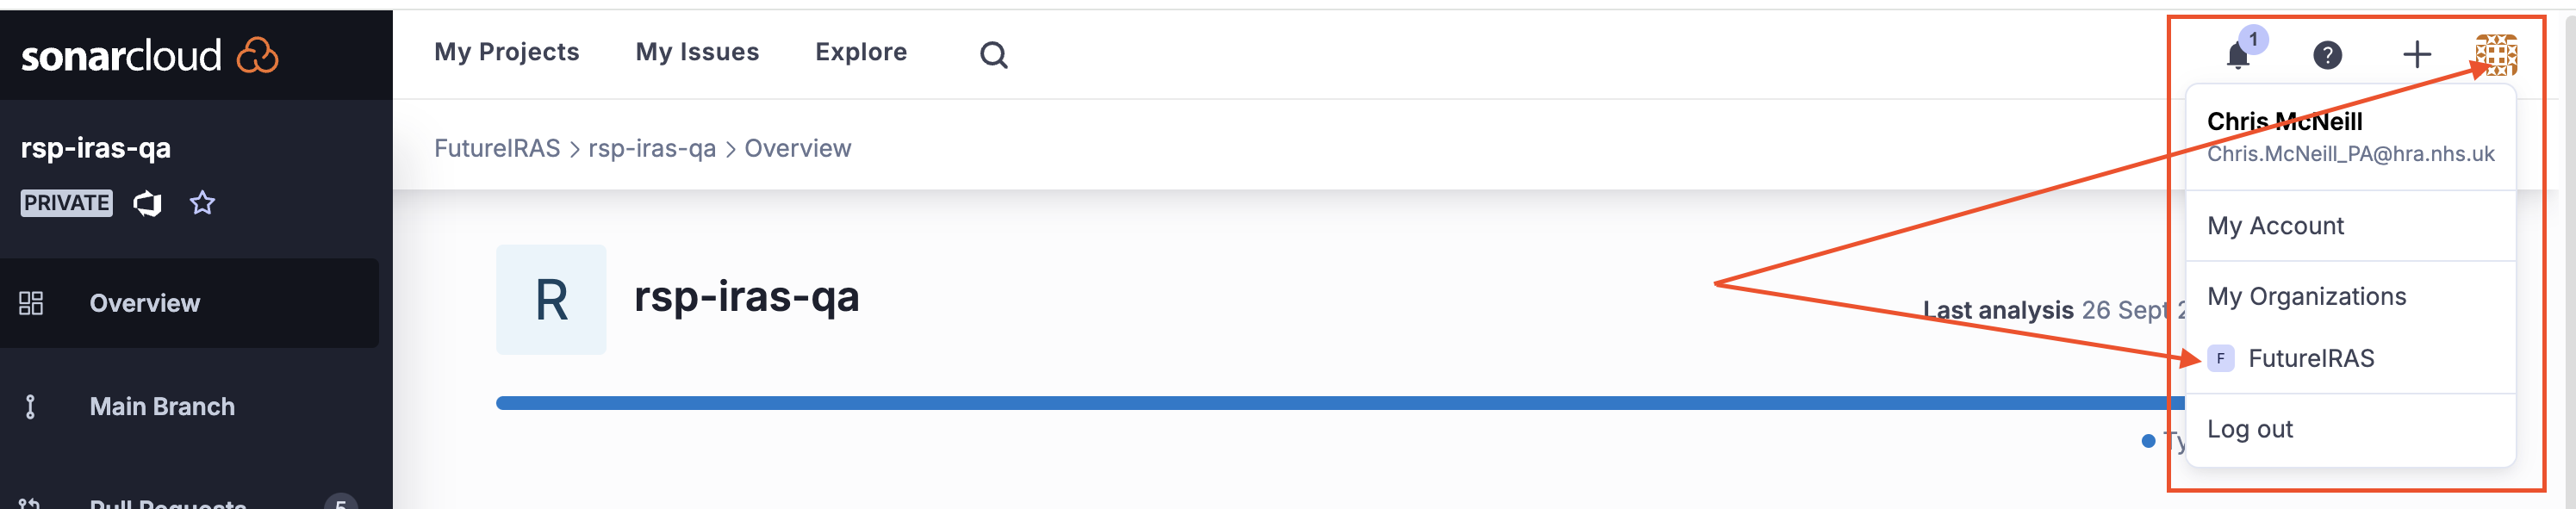 sonarcloud
My Projects
My Issues
Explore
1
?
Chris McNeill
Chris.McNeill_PA@hra.nhs.uk
rsp-iras-qa
PRIVATE
FutureIRAS > rsp-iras-qa > Overview
My Account
Overview
R
rsp-iras-qa
My Organizations
Last analysis 26 Sept
F FutureIRAS
Main Branch
Log out
Pull Requests 5